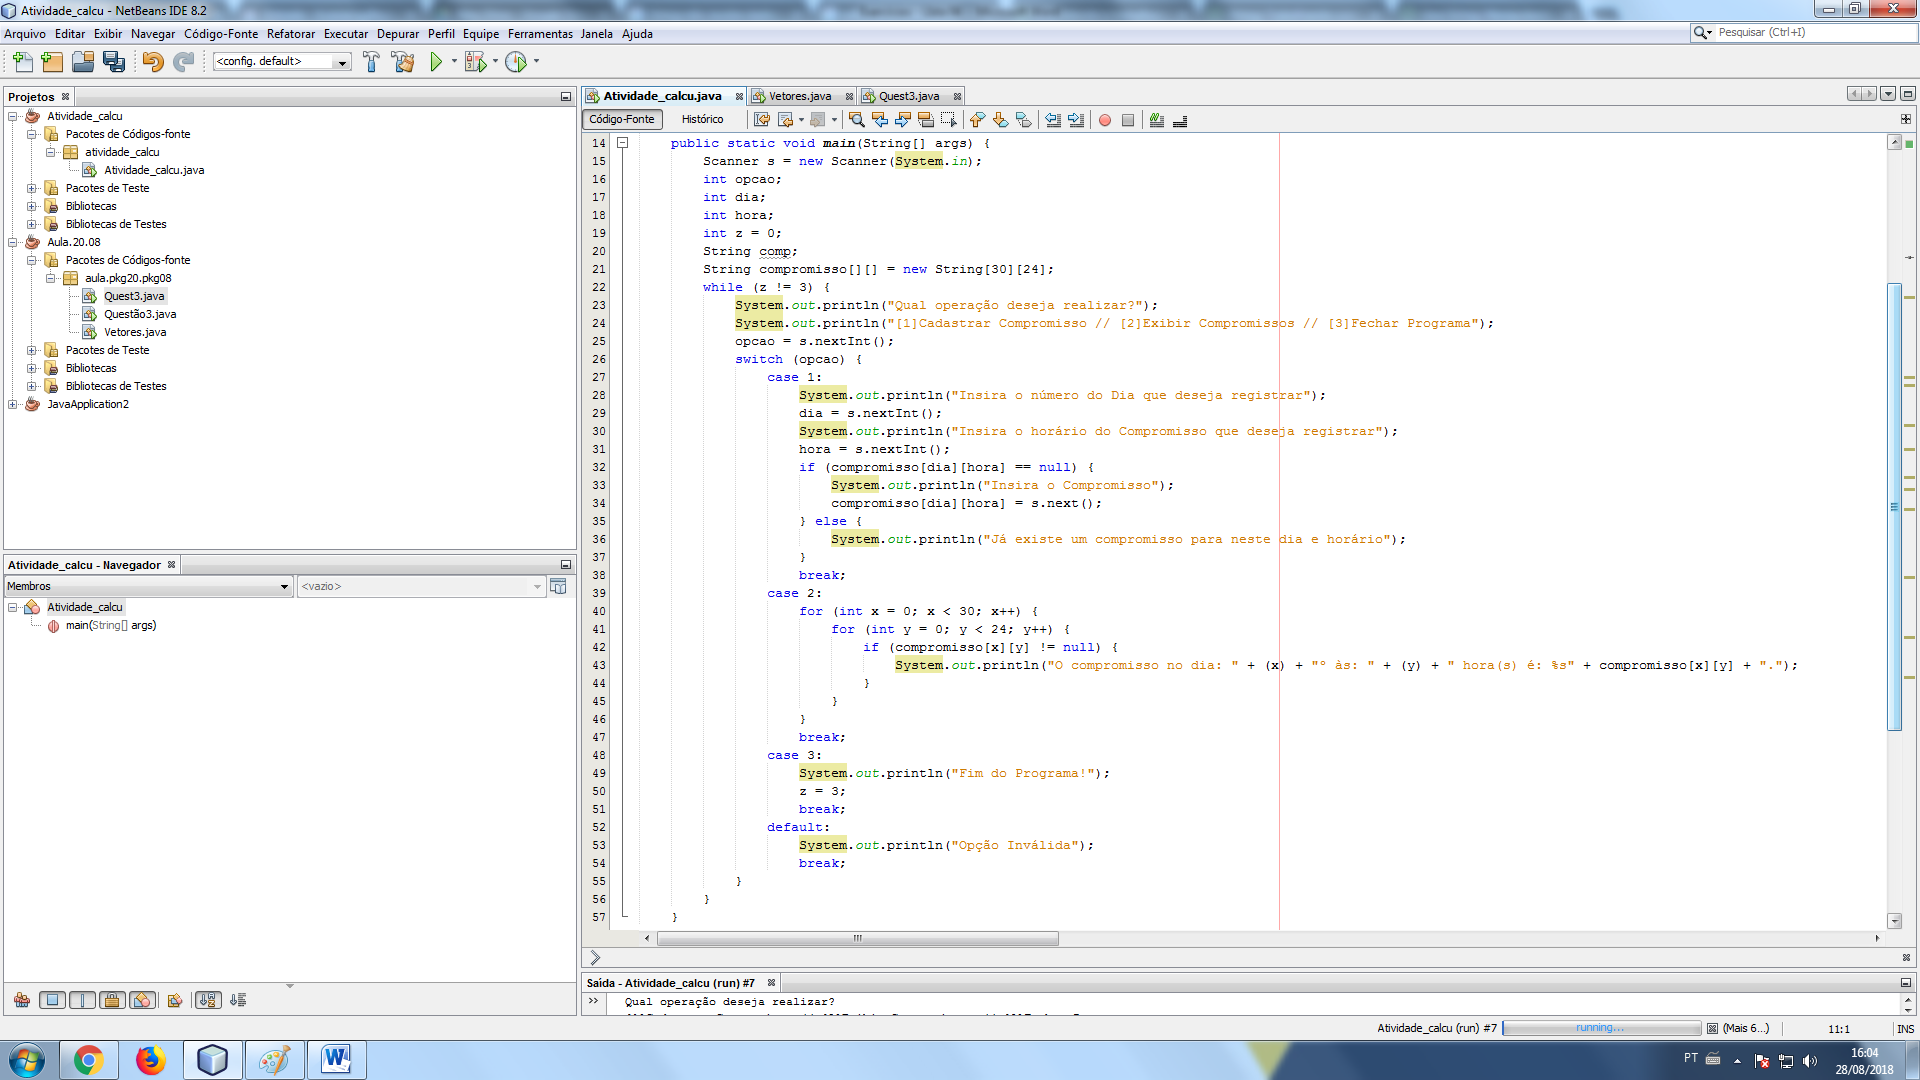 Atividade_calcu - NetBeans IDE 8.2
Arquivo Editar Exibir Navegar Código-Fonte Refatorar Executar Depurar Perfil Equipe Ferramentas Janela Ajuda
Pesquisar (Ctrl+I)
<config. default>
Projetos
Atividade_calcu
Pacotes de Códigos-fonte
atividade_calcu
Atividade_calcu.java
Pacotes de Teste
Bibliotecas
Bibliotecas de Testes
Aula.20.08
Pacotes de Códigos-fonte
aula.pkg20.pkg08
Quest3.java
Questão3.java
Vetores.java
Pacotes de Teste
Bibliotecas
Bibliotecas de Testes
JavaApplication2
Atividade_calcu - Navegador
Membros
<vazio>
Atividade_calcu
main(String[] args)
Atividade_calcu.java Vetores.java Quest3.java
Código-Fonte Histórico
14 public static void main(String[] args) {
15 Scanner s = new Scanner(System.in);
16 int opcao;
17 int dia;
18 int hora;
19 int z = 0;
20 String comp;
21 String compromisso[][] = new String[30][24];
22 while (z != 3) {
23 System.out.println("Qual operação deseja realizar?");
24 System.out.println("[1]Cadastrar Compromisso // [2]Exibir Compromissos // [3]Fechar Programa");
25 opcao = s.nextInt();
26 switch (opcao) {
27 case 1:
28 System.out.println("Insira o número do Dia que deseja registrar");
29 dia = s.nextInt();
30 System.out.println("Insira o horário do Compromisso que deseja registrar");
31 hora = s.nextInt();
32 if (compromisso[dia][hora] == null) {
33 System.out.println("Insira o Compromisso");
34 compromisso[dia][hora] = s.next();
35 } else {
36 System.out.println("Já existe um compromisso para neste dia e horário");
37 }
38 break;
39 case 2:
40 for (int x = 0; x < 30; x++) {
41 for (int y = 0; y < 24; y++) {
42 if (compromisso[x][y] != null) {
43 System.out.println("O compromisso no dia: " + (x) + "º às: " + (y) + " hora(s) é: %s" + compromisso[x][y] + ".");
44 }
45 }
46 }
47 break;
48 case 3:
49 System.out.println("Fim do Programa!");
50 z = 3;
51 break;
52 default:
53 System.out.println("Opção Inválida");
54 break;
55 }
56 }
57 }
Saída - Atividade_calcu (run) #7
Qual operação deseja realizar?
Atividade_calcu (run) #7 running... (Mais 6...) 11:1 INS
PT
16:04
28/08/2018